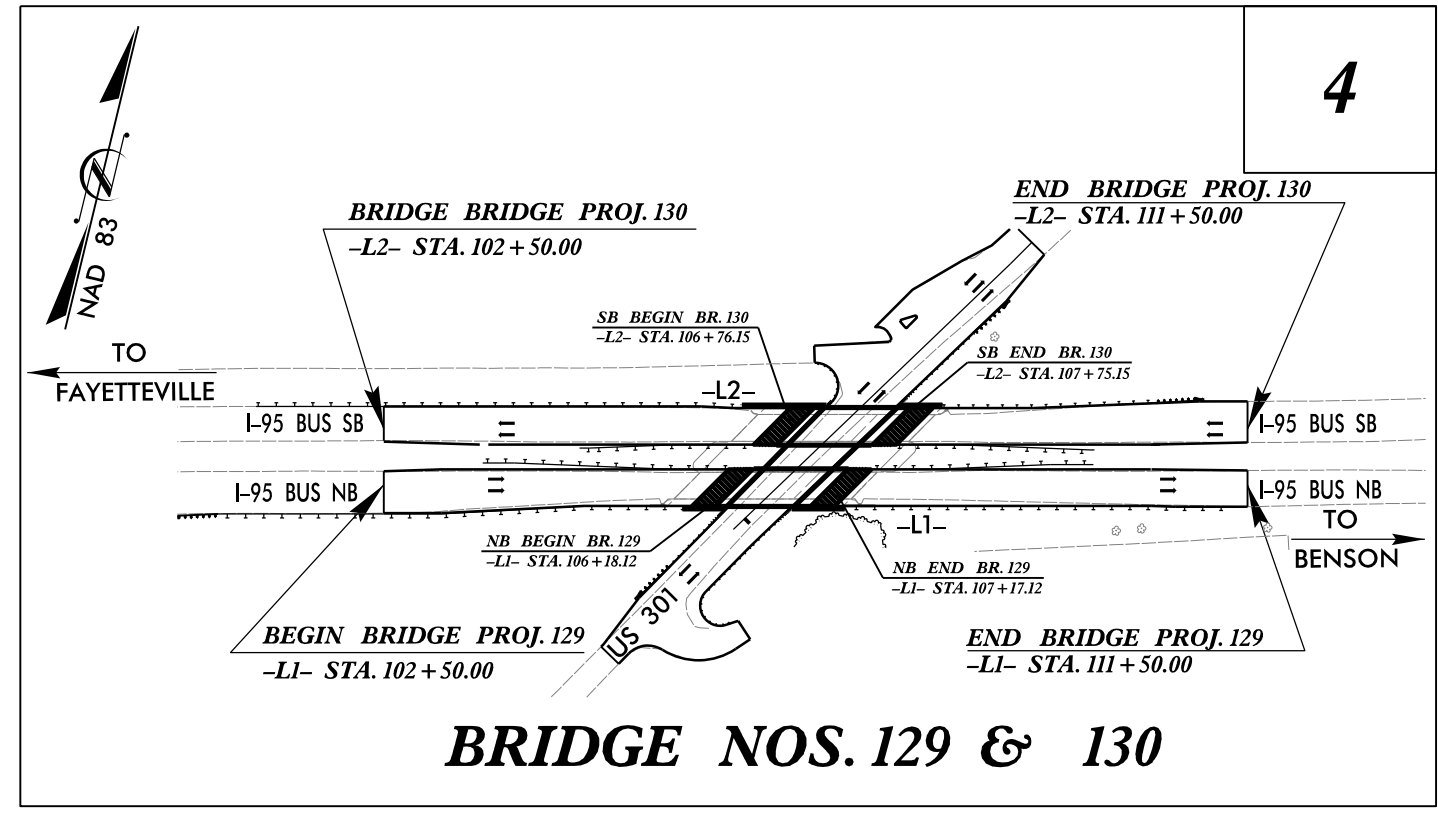 4
NAD 83
BRIDGE BRIDGE PROJ. 130
-L2- STA. 102+50.00
END BRIDGE PROJ. 130
-L2- STA. 111+50.00
SB BEGIN BR. 130
-L2- STA. 106+76.15
SB END BR. 130
-L2- STA. 107+75.15
TO
FAYETTEVILLE
-L2-
I-95 BUS SB
I-95 BUS SB
I-95 BUS NB
I-95 BUS NB
-L1-
TO
BENSON
NB BEGIN BR. 129
-L1- STA. 106+18.12
NB END BR. 129
-L1- STA. 107+17.12
US 301
BEGIN BRIDGE PROJ. 129
-L1- STA. 102+50.00
END BRIDGE PROJ. 129
-L1- STA. 111+50.00
BRIDGE NOS. 129 & 130